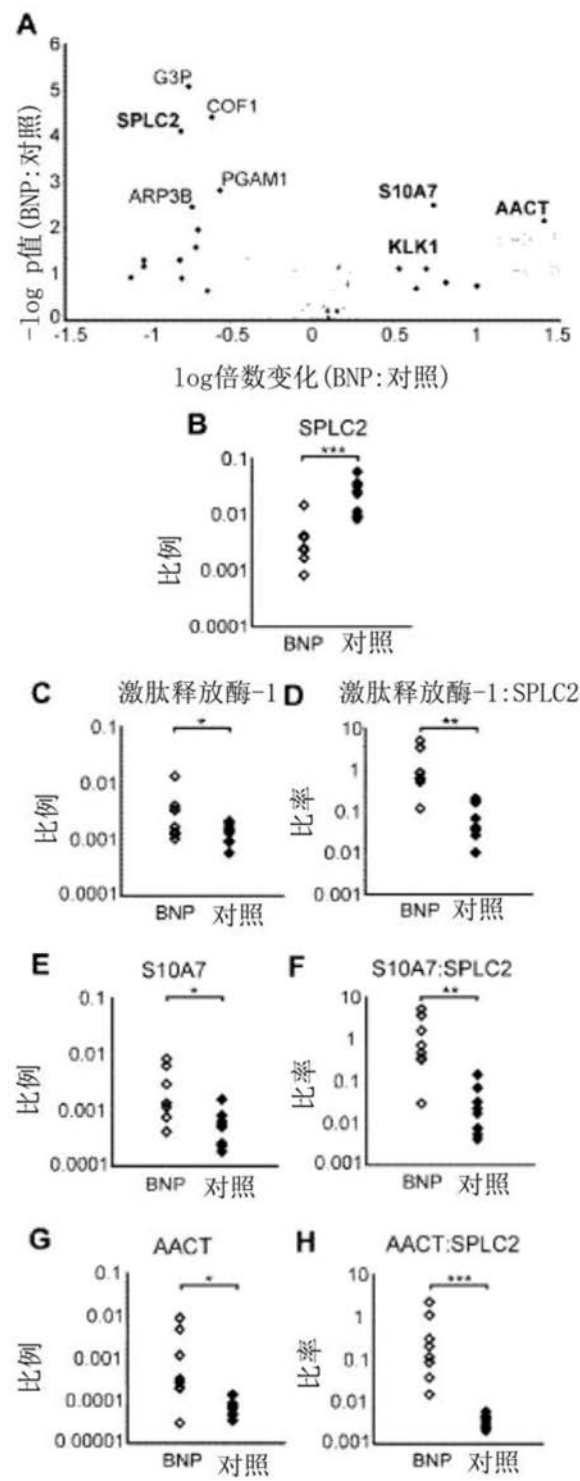 A
6
5
4
3
2
1
0
-log p值(BNP:对照)
G3P
COF1
SPLC2
PGAM1
ARP3B
S10A7
AACT
KLK1
**
-1.5 -1 -0.5 0 0.5 1 1.5
log倍数变化(BNP:对照)
B SPLC2
***
0.1
0.01
0.001
0.0001
比例
BNP 对照
C 激肽释放酶-1
*
0.1
0.01
0.001
0.0001
比例
BNP 对照
D 激肽释放酶-1:SPLC2
**
10
1
0.1
0.01
0.001
比率
BNP 对照
E S10A7
*
0.1
0.01
0.001
0.0001
比例
BNP 对照
F S10A7:SPLC2
**
10
1
0.1
0.01
0.001
比率
BNP 对照
G AACT
*
0.1
0.01
0.001
0.0001
0.00001
比例
BNP 对照
H AACT:SPLC2
***
10
1
0.1
0.01
0.001
比率
BNP 对照